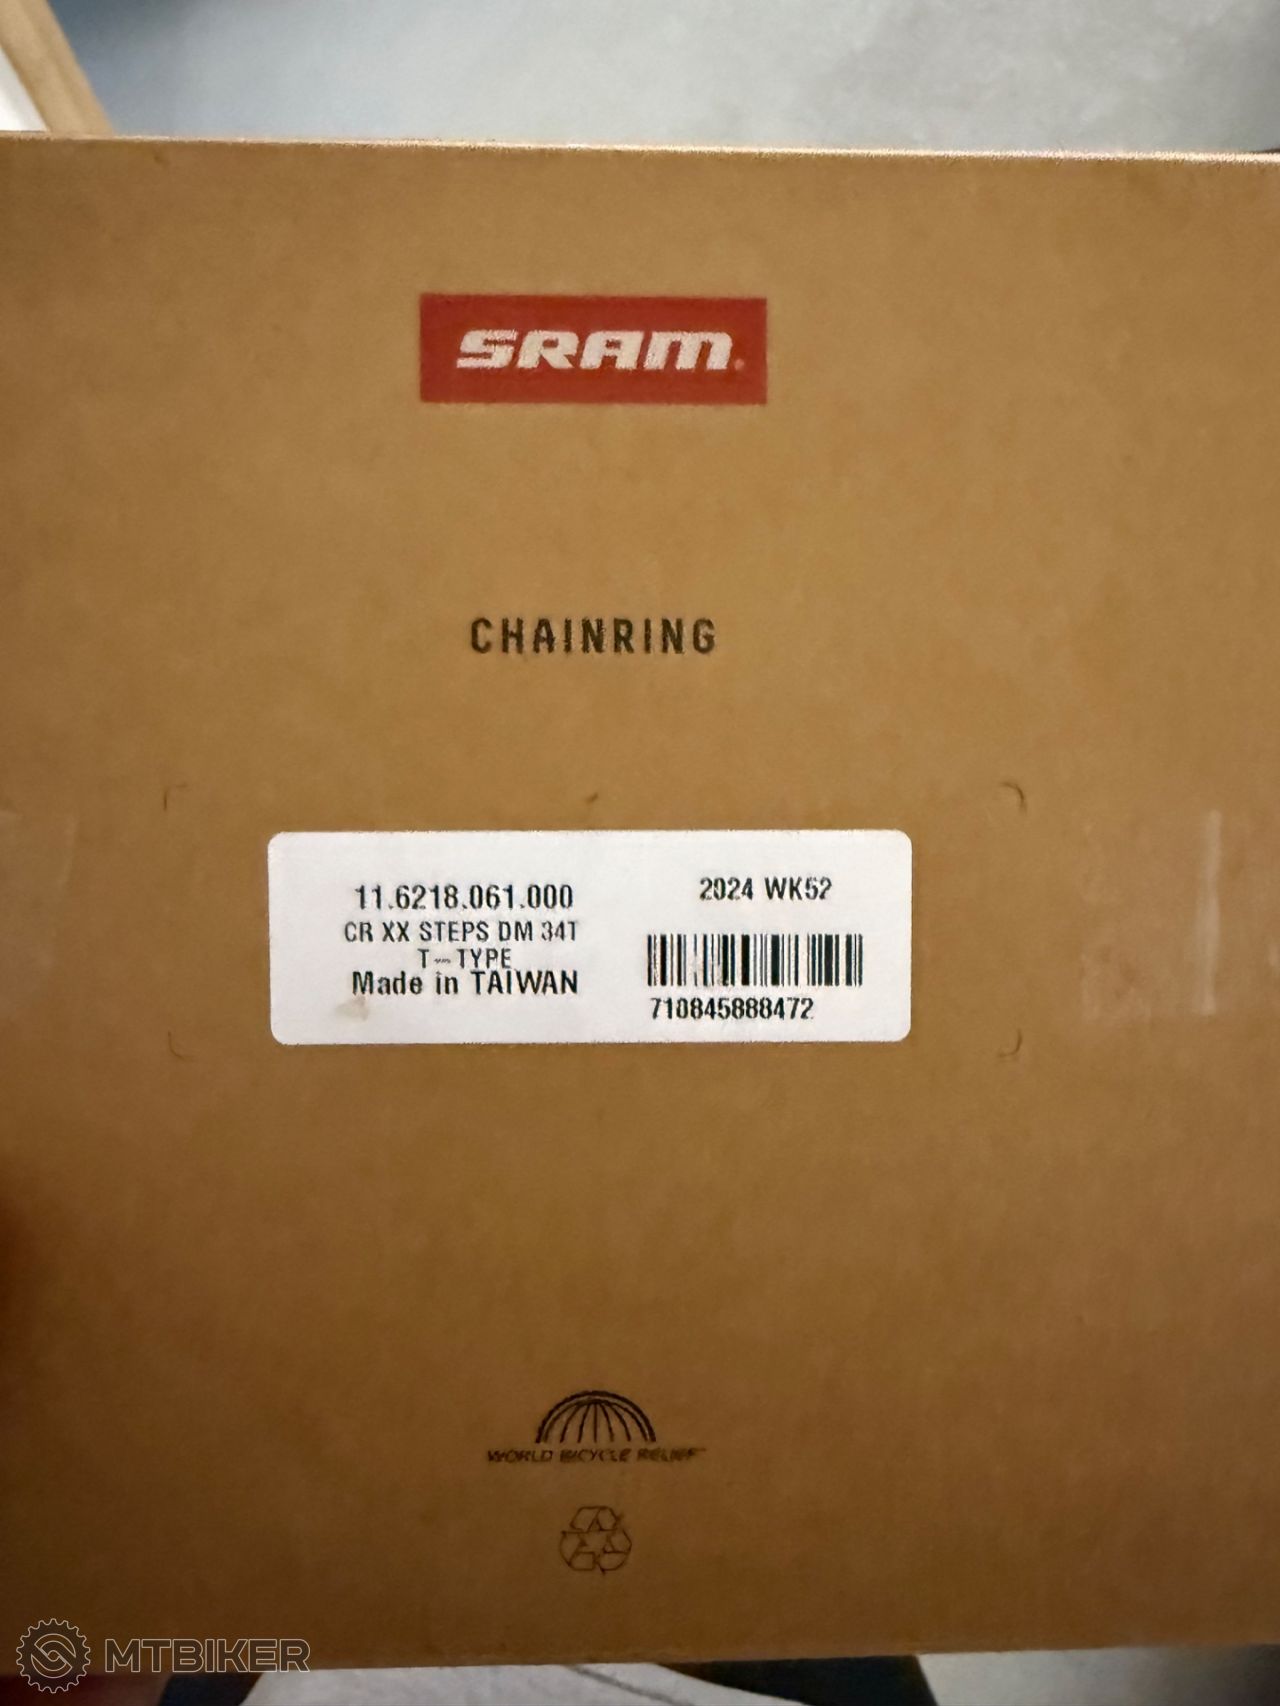 SRAM
CHAINRING
11.6218.061.000
CR XX STEPS DM 34T
T-TYPE
Made in TAIWAN
2024 WK52
710845888472
WORLD BICYCLE RELIEF
MTBIKER